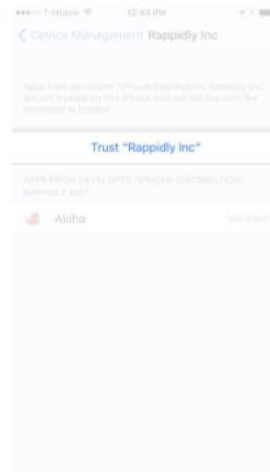 T-Mobile 12:53 PM
Device Management Rappidly Inc
Apps from developer "iPhone Distribution: Rappidly Inc"
are not trusted on this iPhone and will not run until the
developer is trusted.
Trust "Rappidly Inc"
APPS FROM DEVELOPER "IPHONE DISTRIBUTION:
RAPPIDLY INC"
Aloha Verified